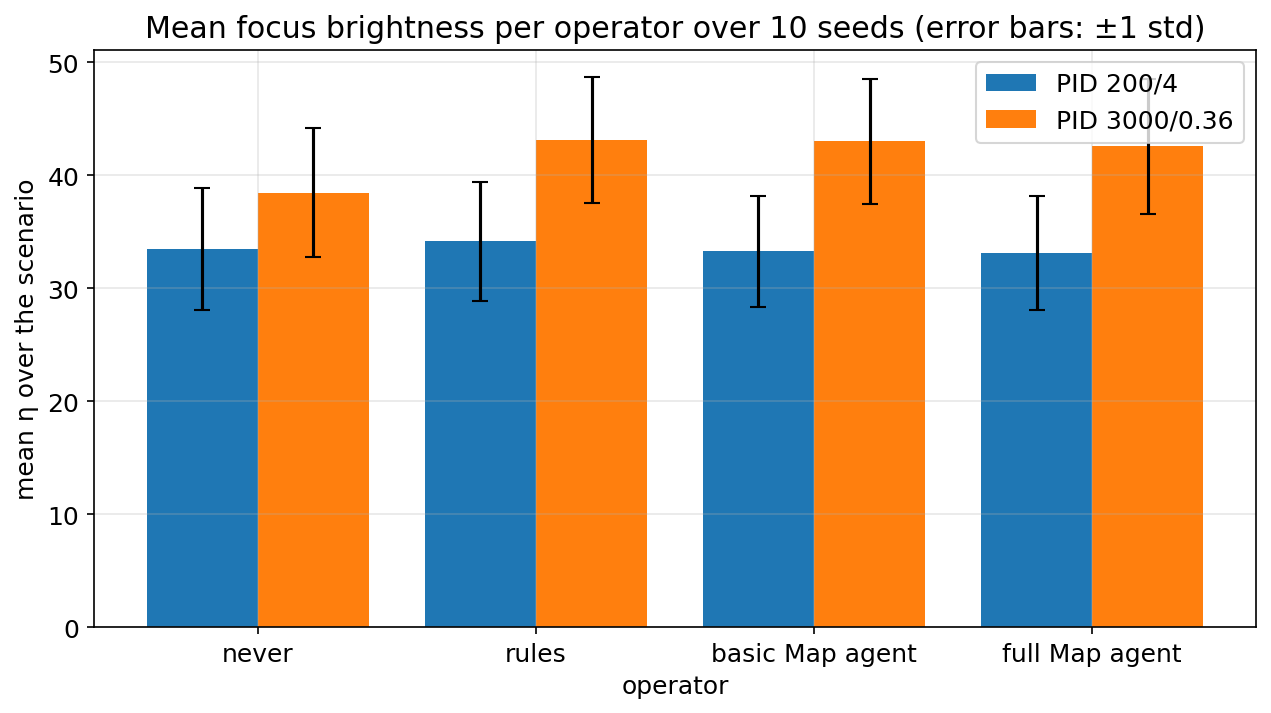 Mean focus brightness per operator over 10 seeds (error bars: ±1 std)
PID 200/4
PID 3000/0.36
mean η over the scenario
50
40
30
20
10
0
never
rules
basic Map agent
full Map agent
operator